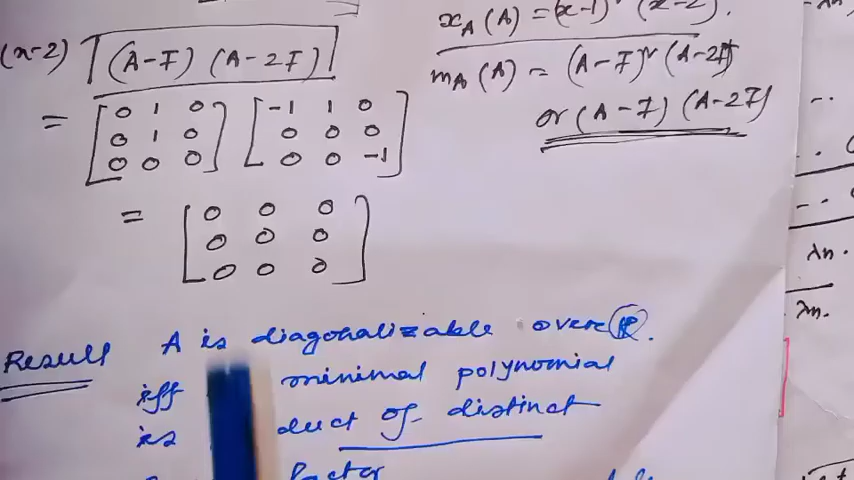 x_A(A) = (x-1)² (x-2).
(x-2) (A-I) (A-2I)
m_A(A) = (A-I)² (A-2I)
or (A-I) (A-2I)
= [0 1 0] [-1 1 0]
[0 1 0] [0 0 0]
[0 0 0] [0 0 -1]
= [0 0 0]
[0 0 0]
[0 0 0]
λn.
λn.
Result A is diagonalizable over
iff minimal polynomial
is duct of distinct
factor